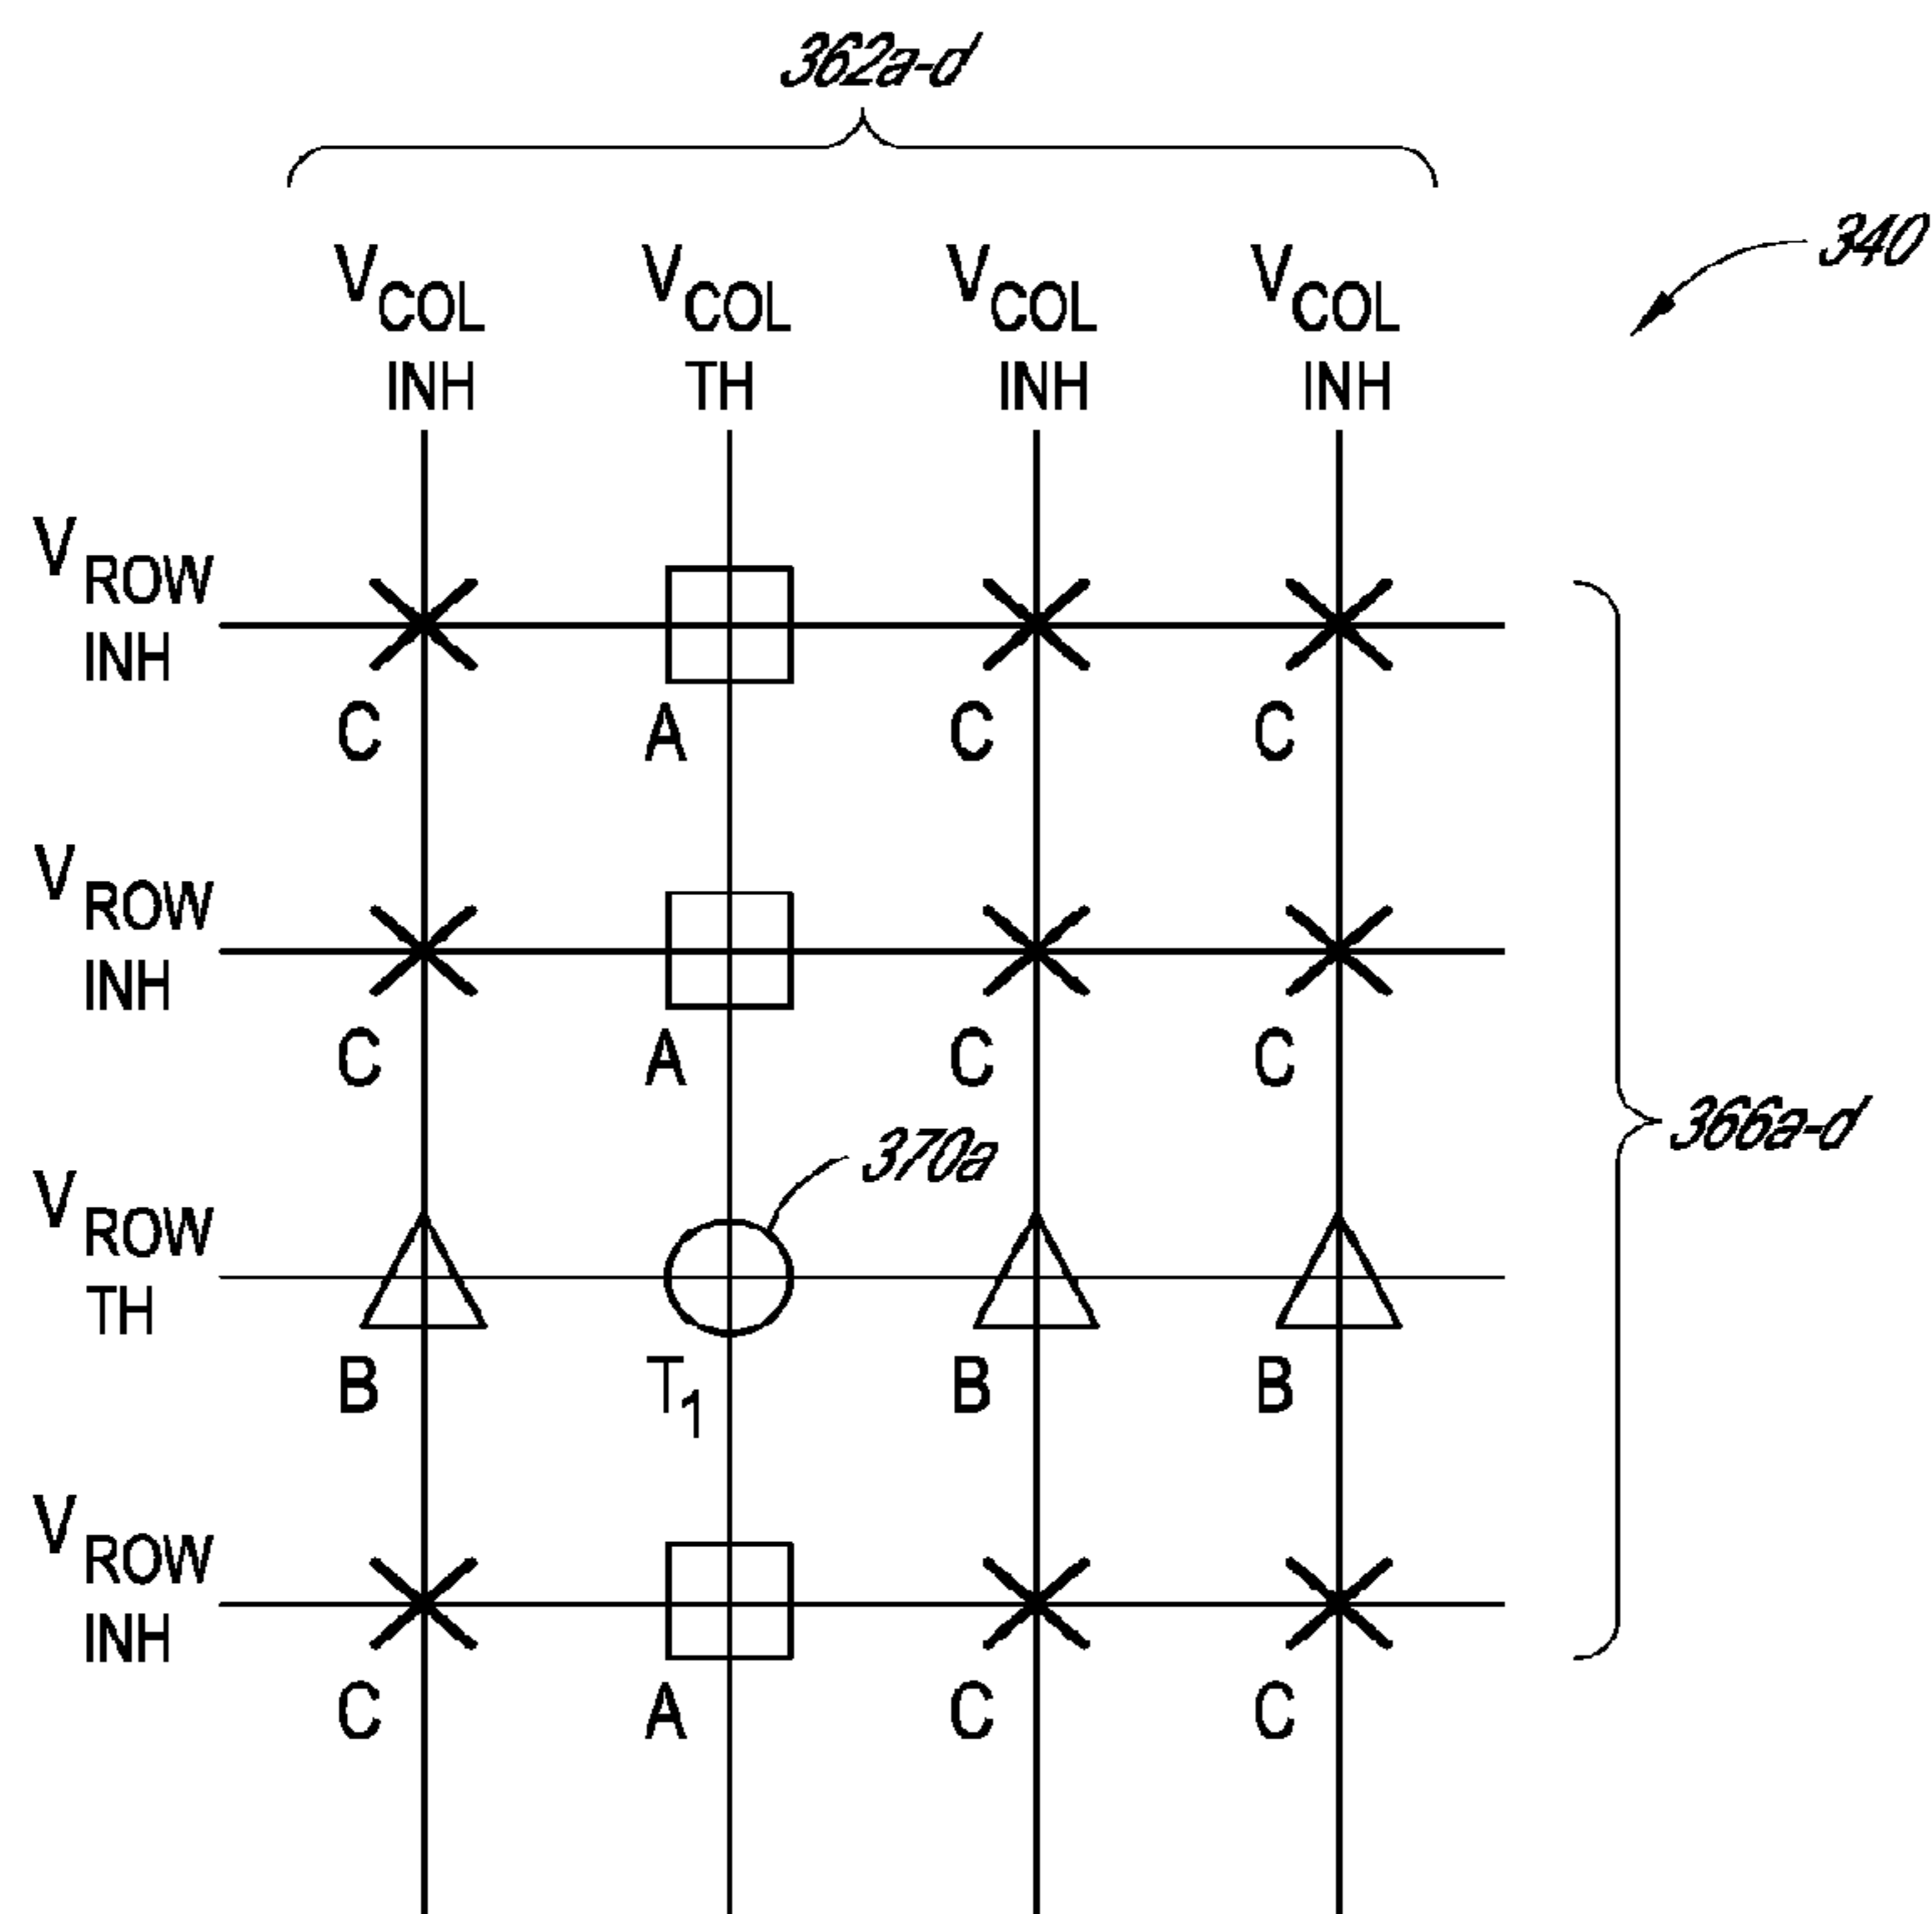 362a-d
340
V COL INH V COL TH V COL INH V COL INH
V ROW INH
C A C C
V ROW INH
C A C C
366a-d
370a
V ROW TH
B T1 B B
V ROW INH
C A C C